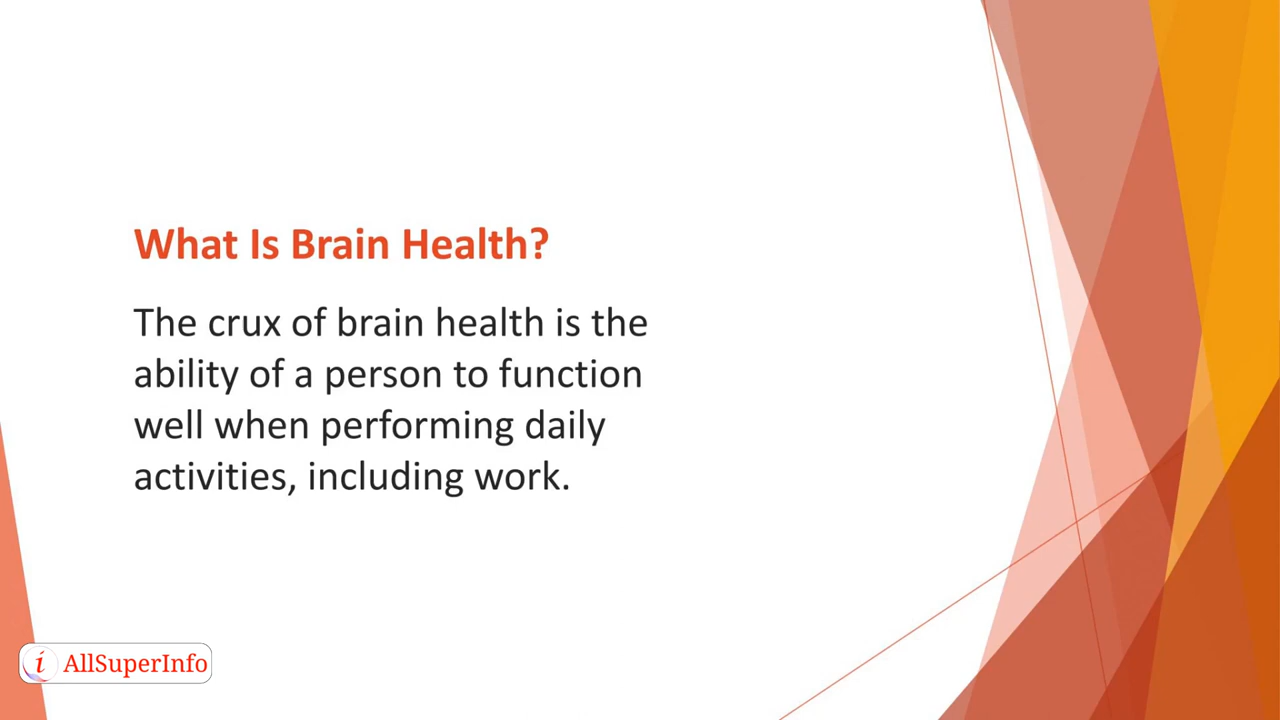 What Is Brain Health?
The crux of brain health is the
ability of a person to function
well when performing daily
activities, including work.
i AllSuperInfo